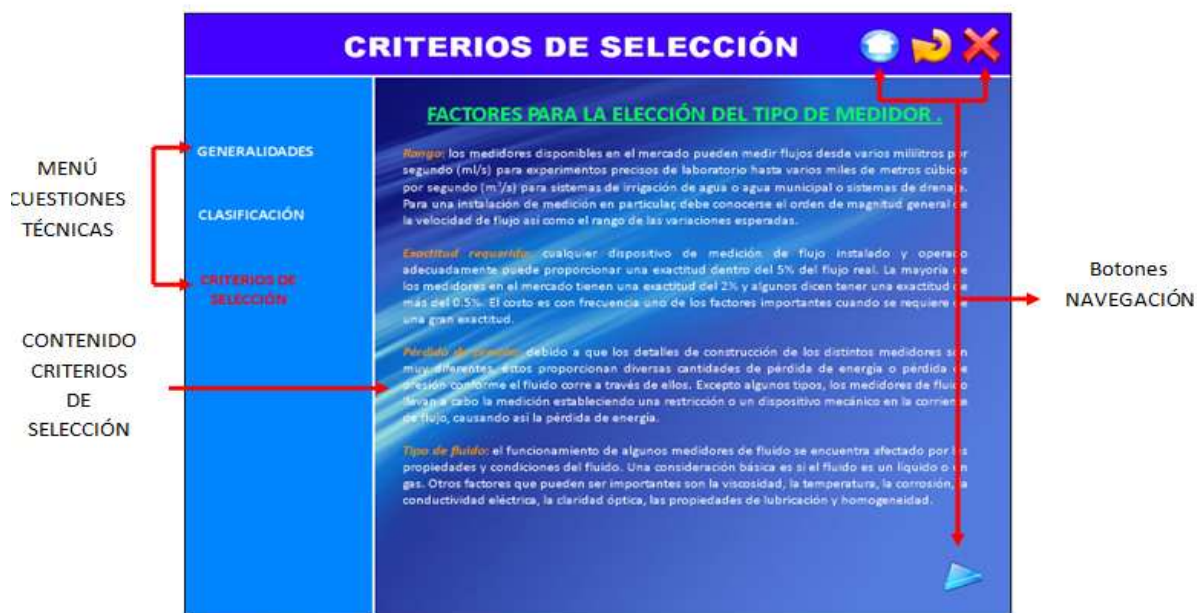 CRITERIOS DE SELECCIÓN
MENÚ
CUESTIONES
TÉCNICAS
GENERALIDADES
CLASIFICACIÓN
CRITERIOS DE
SELECCIÓN
CONTENIDO
CRITERIOS
DE
SELECCIÓN
FACTORES PARA LA ELECCIÓN DEL TIPO DE MEDIDOR .
Rango: los medidores disponibles en el mercado pueden medir flujos desde varios mililitros por
segundo (ml/s) para experimentos precisos de laboratorio hasta varios miles de metros cúbicos
por segundo (m³/s) para sistemas de irrigación de agua o agua municipal o sistemas de drenaje.
Para una instalación de medición en particular, debe conocerse el orden de magnitud general de
la velocidad de flujo así como el rango de las variaciones esperadas.
Exactitud requerida: cualquier dispositivo de medición de flujo instalado y operado
adecuadamente puede proporcionar una exactitud dentro del 5% del flujo real. La mayoría de
los medidores en el mercado tienen una exactitud del 2% y algunos dicen tener una exactitud de
más del 0.5%. El costo es con frecuencia uno de los factores importantes cuando se requiere de
una gran exactitud.
Pérdida de presión: debido a que los detalles de construcción de los distintos medidores son
muy diferentes, éstos proporcionan diversas cantidades de pérdida de energía o pérdida de
presión conforme el fluido corre a través de ellos. Excepto algunos tipos, los medidores de fluido
llevan a cabo la medición estableciendo una restricción o un dispositivo mecánico en la corriente
de flujo, causando así la pérdida de energía.
Tipo de fluido: el funcionamiento de algunos medidores de fluido se encuentra afectado por las
propiedades y condiciones del fluido. Una consideración básica es si el fluido es un líquido o un
gas. Otros factores que pueden ser importantes son la viscosidad, la temperatura, la corrosión, la
conductividad eléctrica, la claridad óptica, las propiedades de lubricación y homogeneidad.
Botones
NAVEGACIÓN